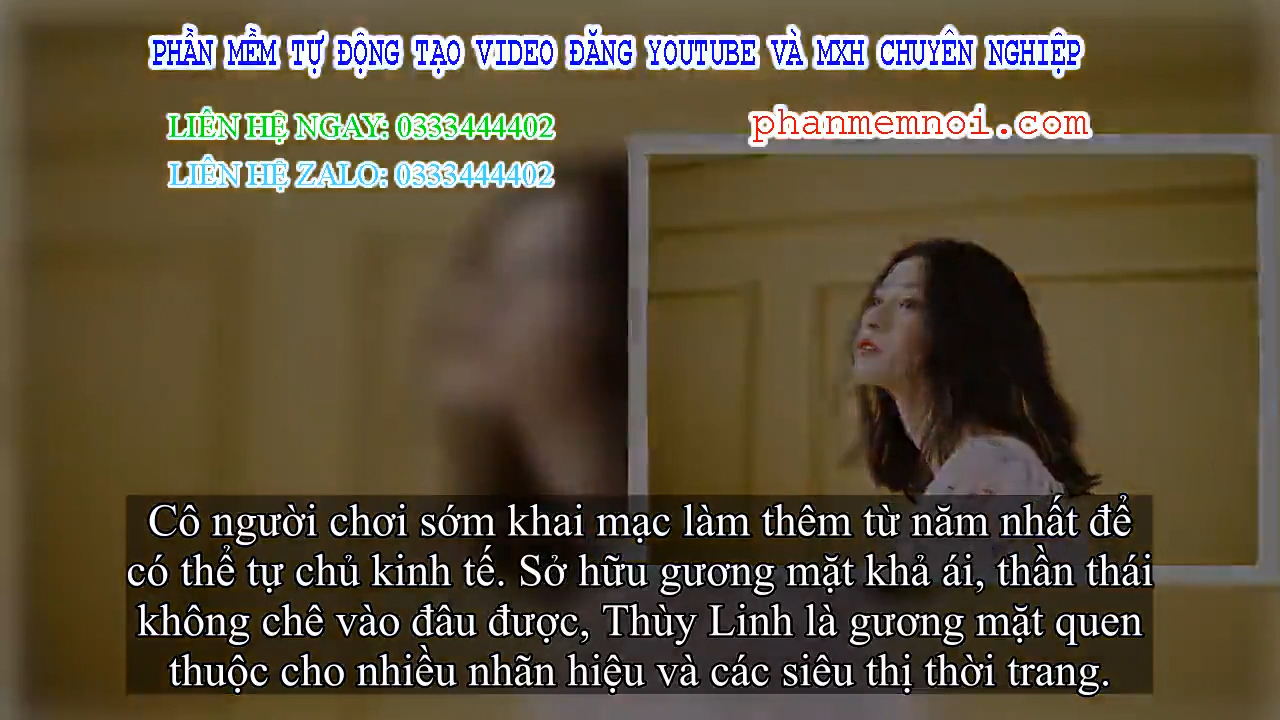 PHẦN MỀM TỰ ĐỘNG TẠO VIDEO ĐĂNG YOUTUBE VÀ MXH CHUYÊN NGHIỆP
LIÊN HỆ NGAY: 0333444402
phanmemnoi.com
LIÊN HỆ ZALO: 0333444402
Cô người chơi sớm khai mạc làm thêm từ năm nhất để
có thể tự chủ kinh tế. Sở hữu gương mặt khả ái, thần thái
không chê vào đâu được, Thùy Linh là gương mặt quen
thuộc cho nhiều nhãn hiệu và các siêu thị thời trang.